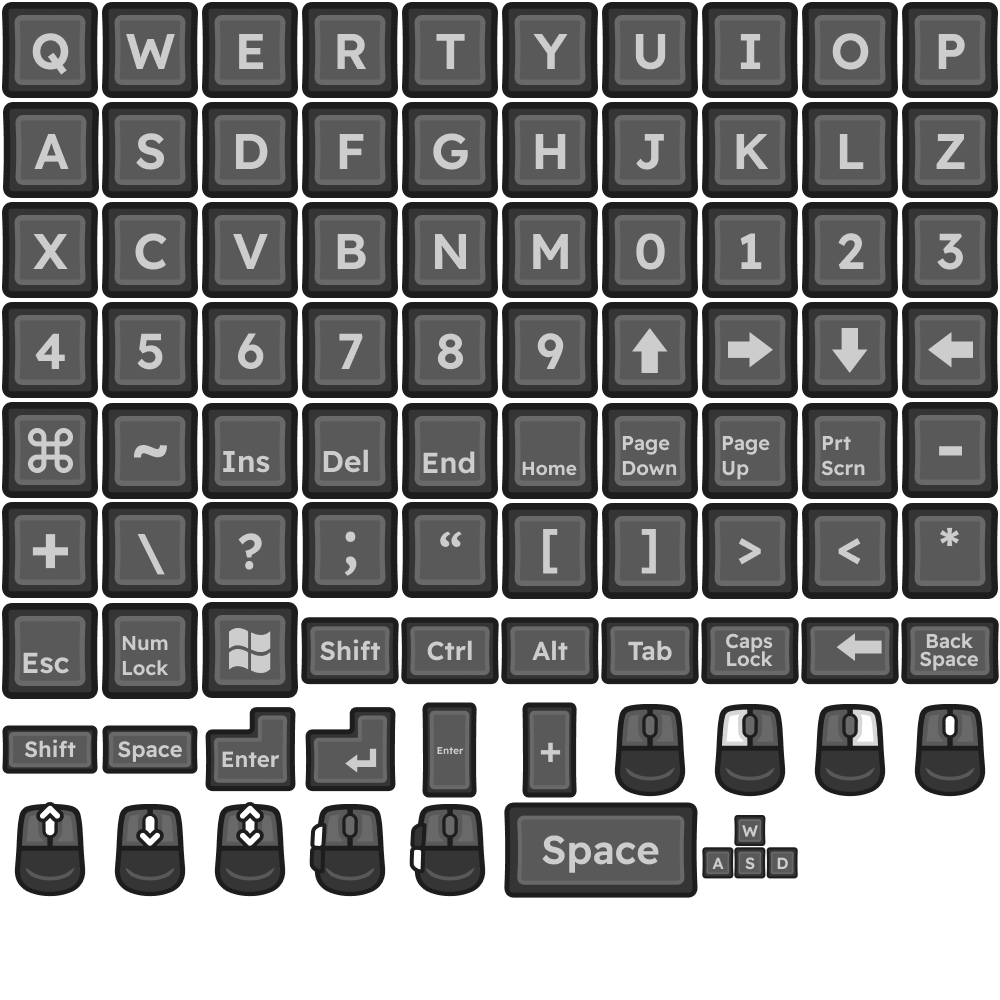 Q W E R T Y U I O P
A S D F G H J K L Z
X C V B N M 0 1 2 3
4 5 6 7 8 9
⌘ ~ Ins Del End Home Page Down Page Up Prt Scrn -
+ \ ? ; “ [ ] > < *
Esc Num Lock Shift Ctrl Alt Tab Caps Lock Back Space
Shift Space Enter Enter +
Space W
A S D